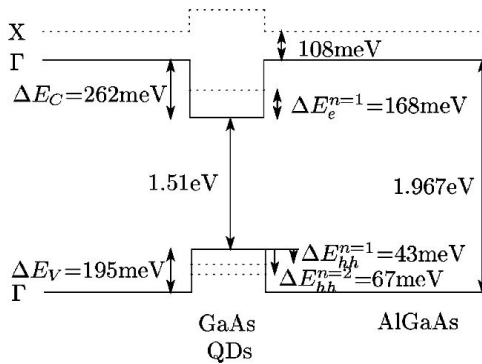 X
108meV
Γ
ΔE_C=262meV
ΔE_e^{n=1}=168meV
1.51eV
1.967eV
ΔE_V=195meV
ΔE_{hh}^{n=1}=43meV
ΔE_{hh}^{n=2}=67meV
Γ
GaAs
QDs
AlGaAs